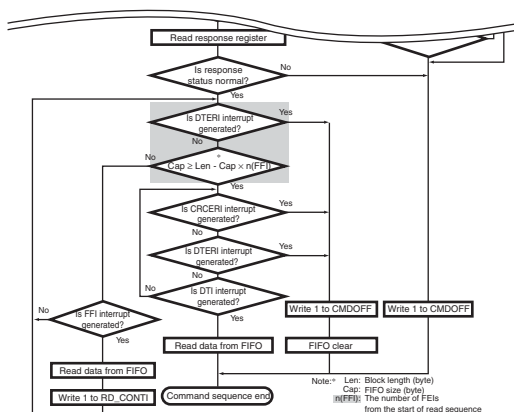 Read response register
Is response
status normal?
No
Yes
Is DTERI interrupt
generated?
Yes
No
No
*
Cap ≥ Len - Cap × n(FFI)
Yes
Is CRCERI interrupt
generated?
Yes
No
Is DTERI interrupt
generated?
Yes
No
No
Is DTI interrupt
generated?
Yes
No
Is FFI interrupt
generated?
Yes
Write 1 to CMDOFF
Write 1 to CMDOFF
Read data from FIFO
Read data from FIFO
FIFO clear
Write 1 to RD_CONTI
Command sequence end
Note:* Len: Block length (byte)
Cap: FIFO size (byte)
n(FFI): The number of FEIs
from the start of read sequence